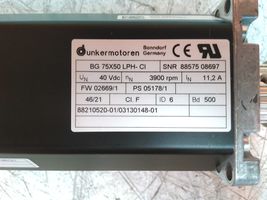 dunkermotoren Bonndorf
Germany CE
BG 75X50 LPH- CI SNR 88575 08697
UN 40 Vdc nN 3900 rpm IN 11,2 A
FW 02669/1 PS 05178/1
46/21 Cl. F ID 6 Bd 500
88210520-01/03130148-01